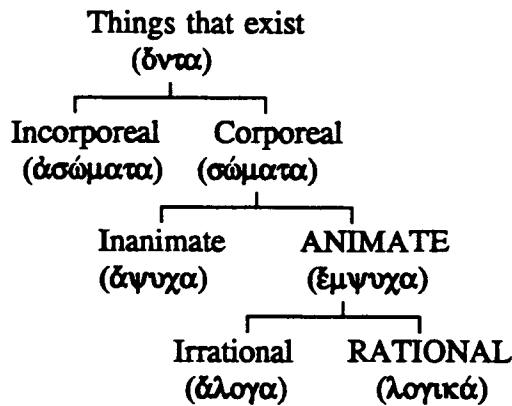 Things that exist
(ὄντα)
Incorporeal Corporeal
(ἀσώματα) (σώματα)
Inanimate ANIMATE
(ἄψυχα) (ἔμψυχα)
Irrational RATIONAL
(ἄλογα) (λογικά)